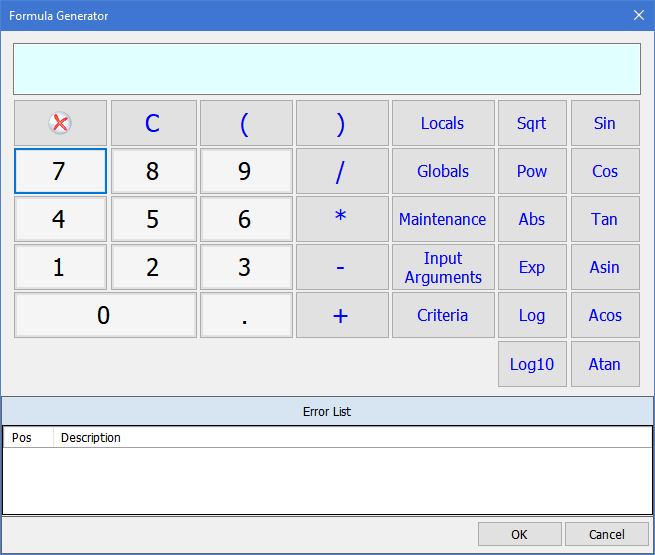 Formula Generator
C ( ) Locals Sqrt Sin
7 8 9 / Globals Pow Cos
4 5 6 * Maintenance Abs Tan
1 2 3 - Input Arguments Exp Asin
0 . + Criteria Log Acos
Log10 Atan
Error List
Pos Description
OK Cancel